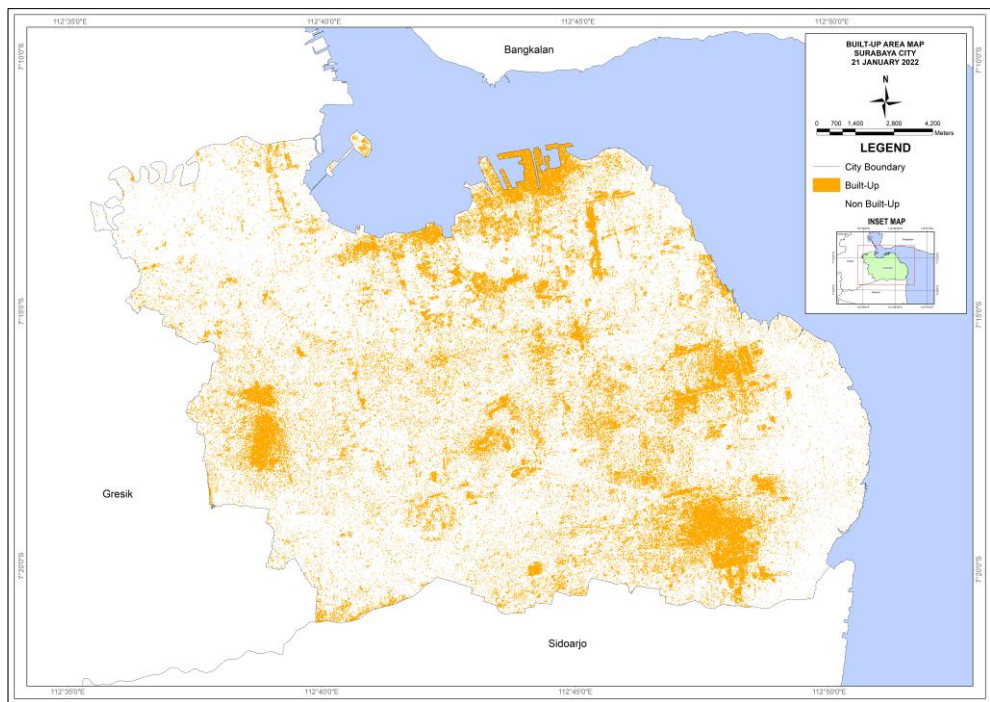 112°35'0"E 112°40'0"E 112°45'0"E 112°50'0"E
7°10'0"S
7°15'0"S
7°20'0"S
Bangkalan
Gresik
Sidoarjo
BUILT-UP AREA MAP
SURABAYA CITY
21 JANUARY 2022
N
0 700 1,400 2,800 4,200
Meters
LEGEND
City Boundary
Built-Up
Non Built-Up
INSET MAP
7°10'0"S
7°15'0"S
7°20'0"S
112°35'0"E 112°40'0"E 112°45'0"E 112°50'0"E